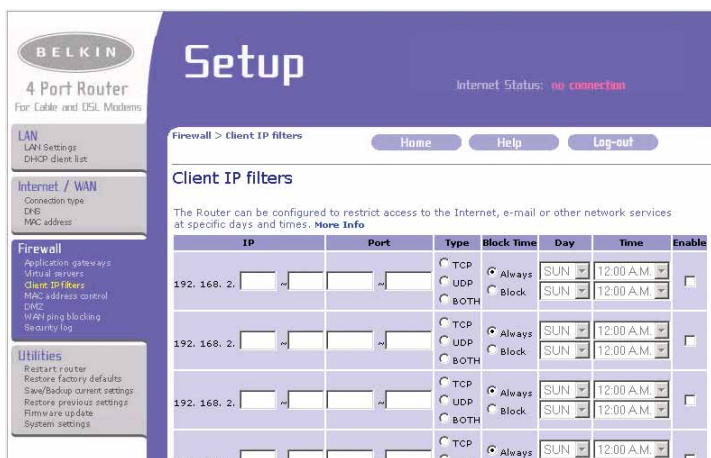 BELKIN
4 Port Router
For Cable and DSL Modems
Setup
Internet Status: no connection
LAN
LAN Settings
DHCP client list
Internet / WAN
Connection type
DNS
MAC address
Firewall
Application gateways
Virtual servers
Client IP filters
MAC address control
DMZ
WAN ping blocking
Security log
Utilities
Restart router
Restore factory defaults
Save/Backup current settings
Restore previous settings
Firmware update
System settings
Firewall > Client IP filters
Home
Help
Log-out
Client IP filters
The Router can be configured to restrict access to the Internet, e-mail or other network services
at specific days and times. More Info
IP Port Type Block Time Day Time Enable
192. 168. 2. ~ ~ TCP UDP BOTH Always Block SUN 12:00 A.M. SUN 12:00 A.M.
192. 168. 2. ~ ~ TCP UDP BOTH Always Block SUN 12:00 A.M. SUN 12:00 A.M.
192. 168. 2. ~ ~ TCP UDP BOTH Always Block SUN 12:00 A.M. SUN 12:00 A.M.
TCP Always SUN 12:00 A.M.